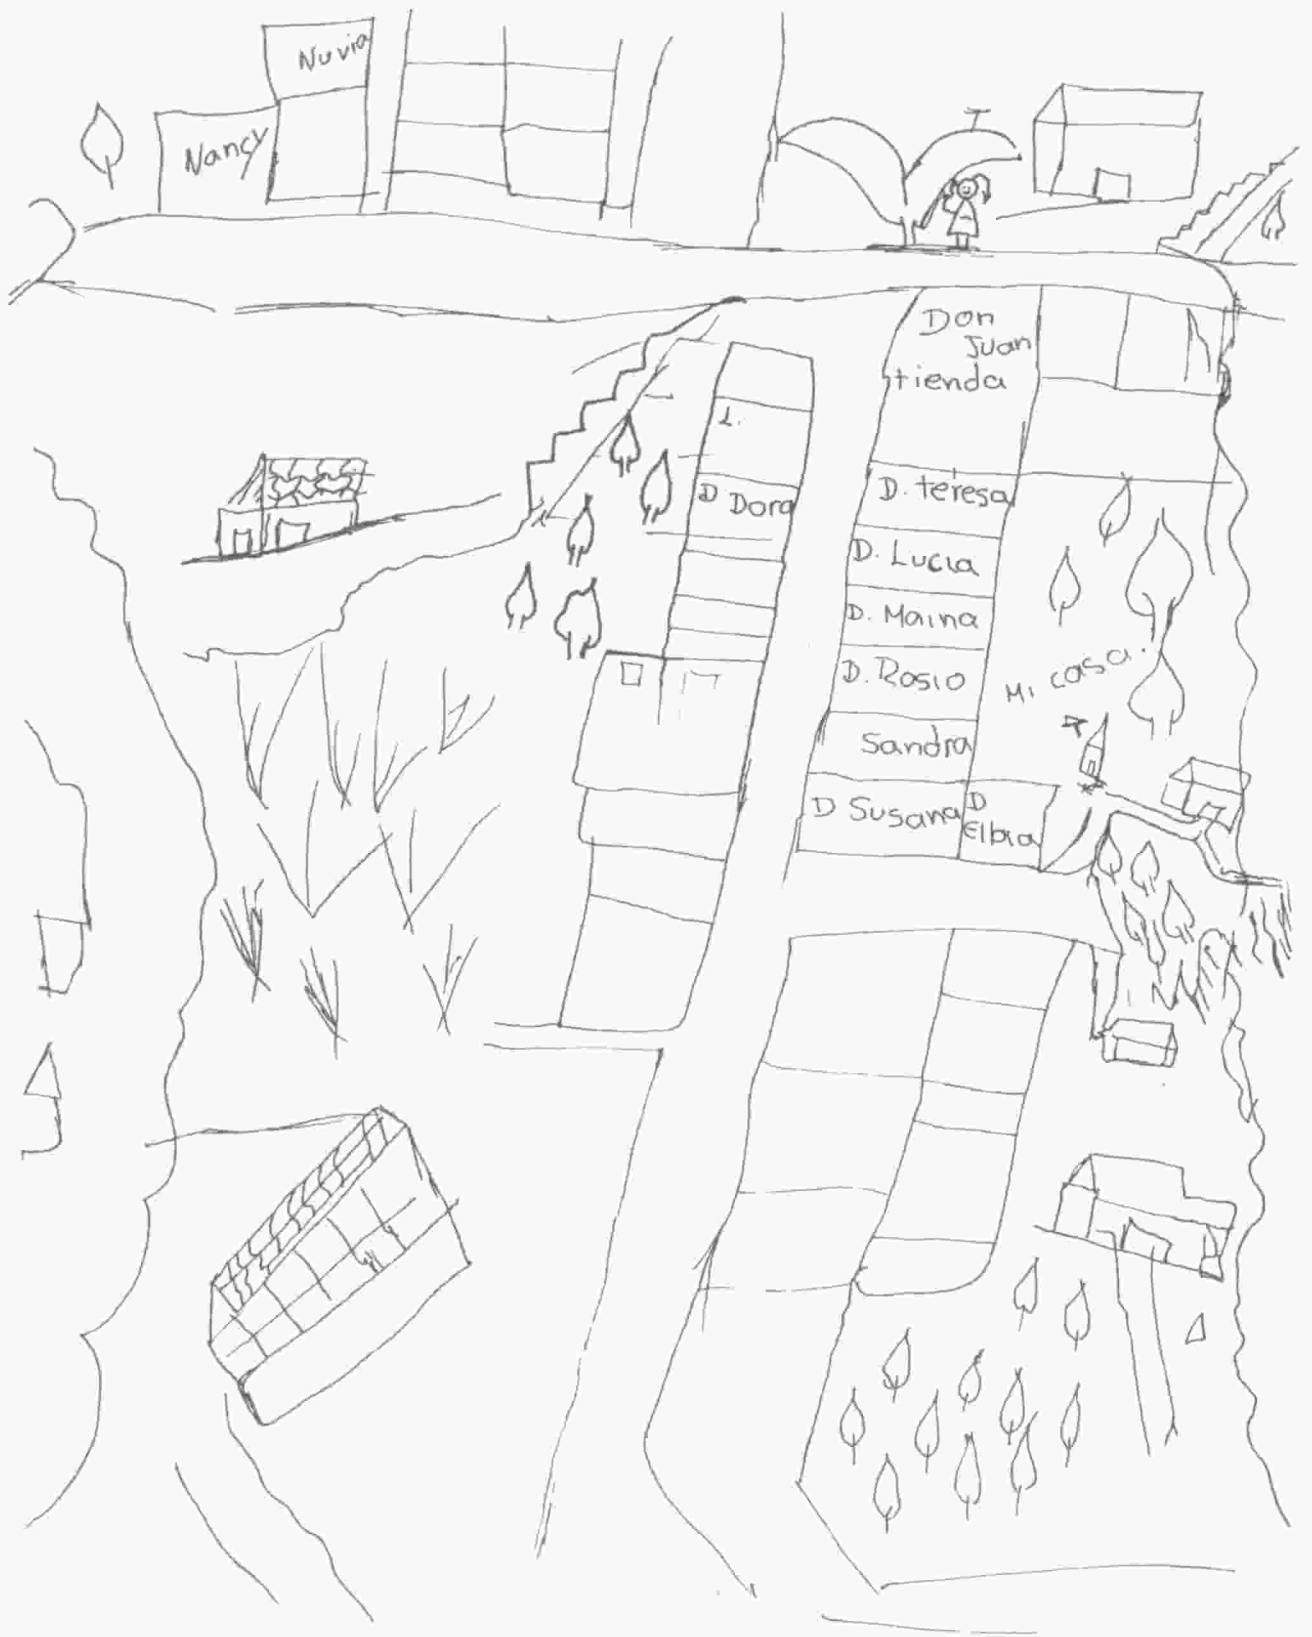 Nuvia
Nancy
Don
Juan
tienda
L.
D Dora
D. teresa
D. Lucia
D. Maina
D. Rosio
Mi casa.
Sandra
D Susana
D
Elbia